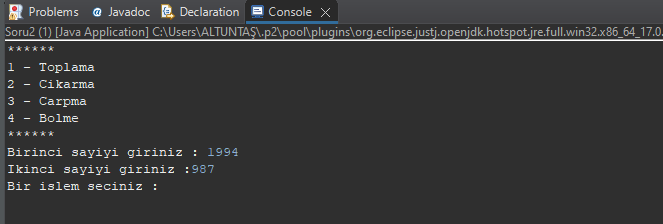 Problems Javadoc Declaration Console
Soru2 (1) [Java Application] C:\Users\ALTUNTAŞ\.p2\pool\plugins\org.eclipse.justj.openjdk.hotspot.jre.full.win32.x86_64_17.0.
******
1 - Toplama
2 - Cikarma
3 - Carpma
4 - Bolme
******
Birinci sayiyi giriniz : 1994
Ikinci sayiyi giriniz :987
Bir islem seciniz :